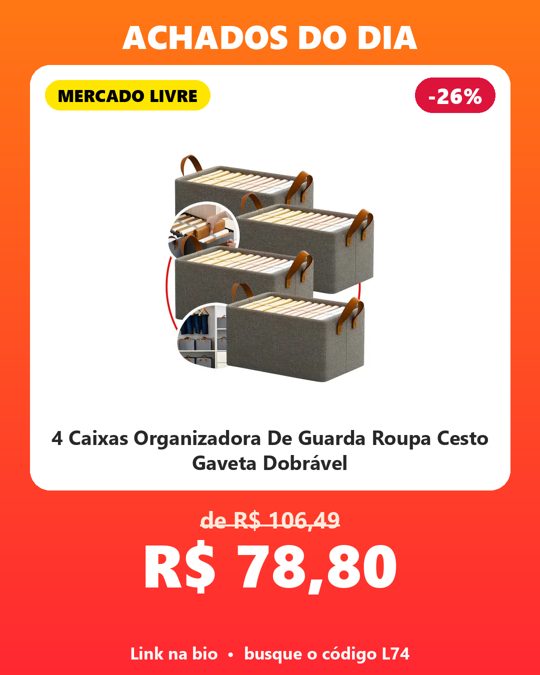 ACHADOS DO DIA
MERCADO LIVRE
-26%
4 Caixas Organizadora De Guarda Roupa Cesto
Gaveta Dobrável
de R$ 106,49
R$ 78,80
Link na bio • busque o código L74